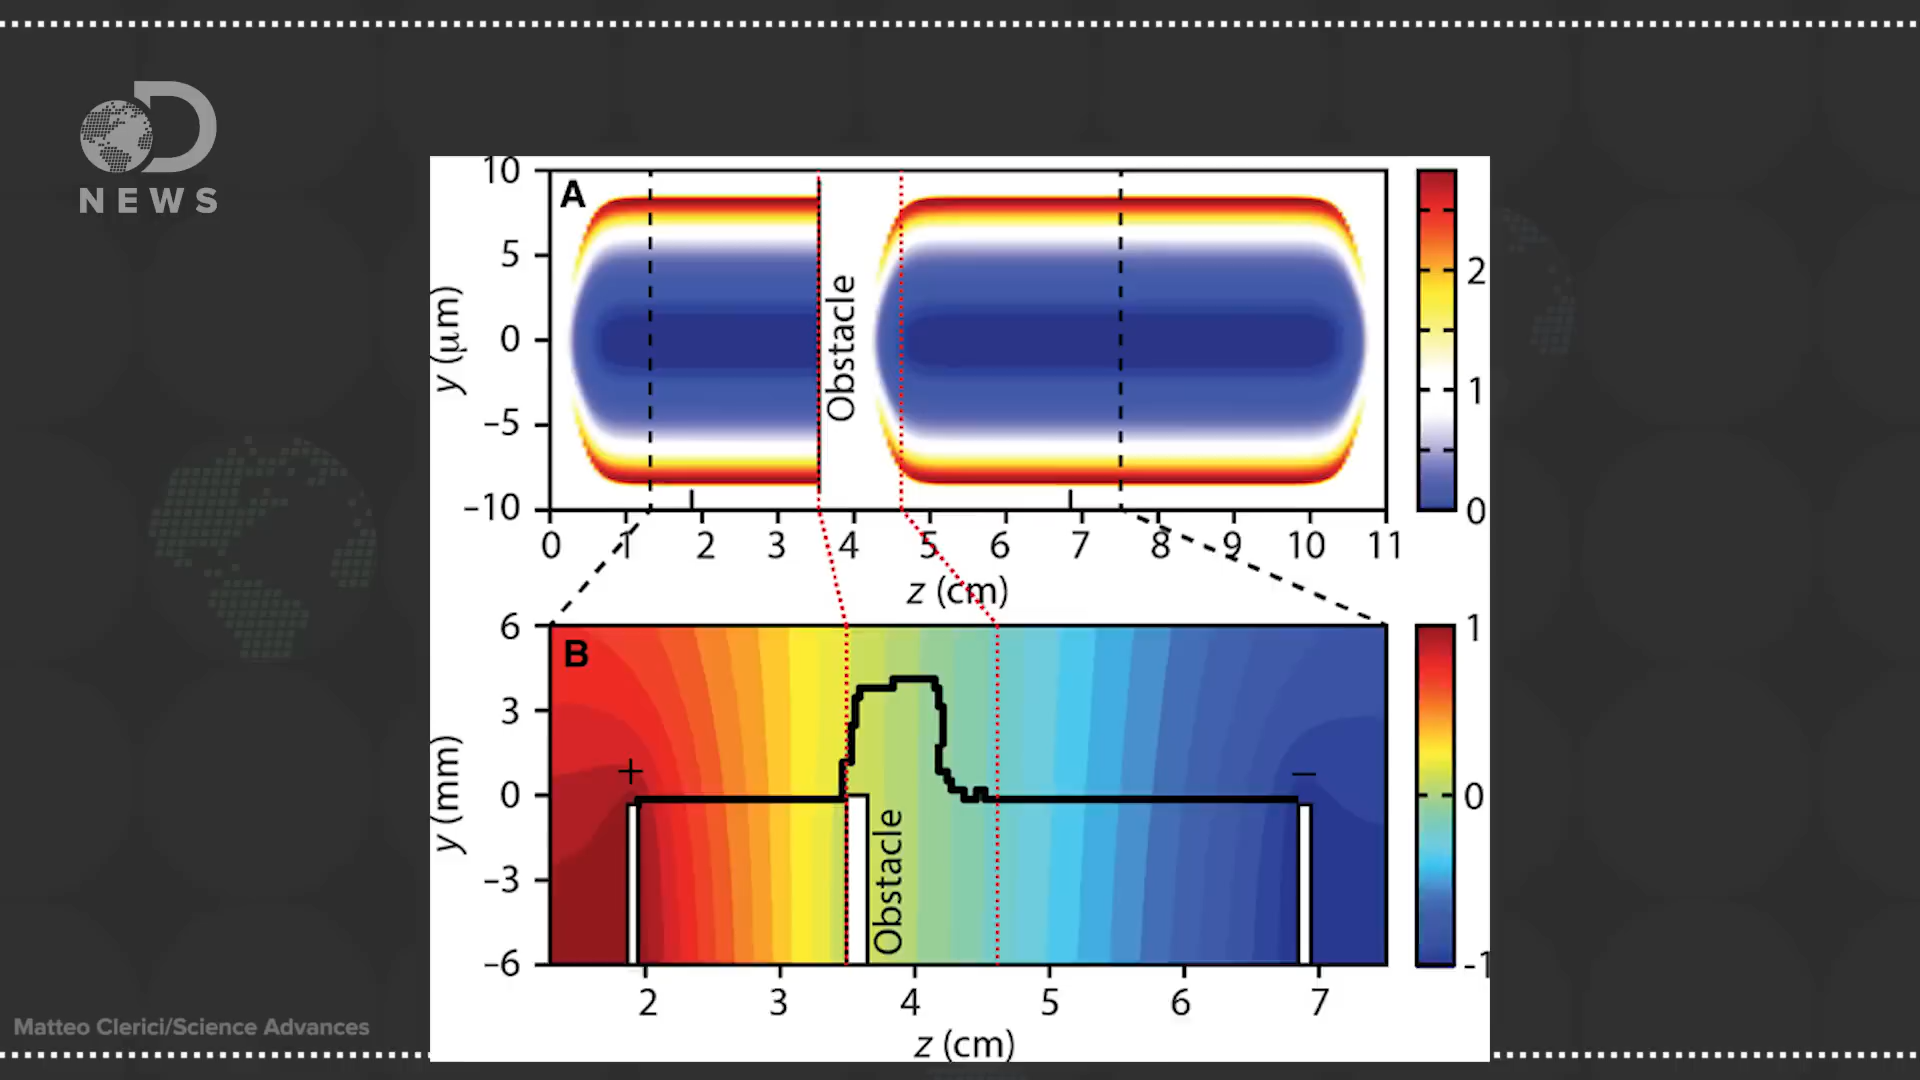 NEWS
10
A
5
0
−5
−10
y (μm)
Obstacle
0 1 2 3 4 5 6 7 8 9 10 11
z (cm)
2
1
0
6
B
3
0
−3
−6
y (mm)
+
−
Obstacle
2 3 4 5 6 7
z (cm)
1
0
-1
Matteo Clerici/Science Advances